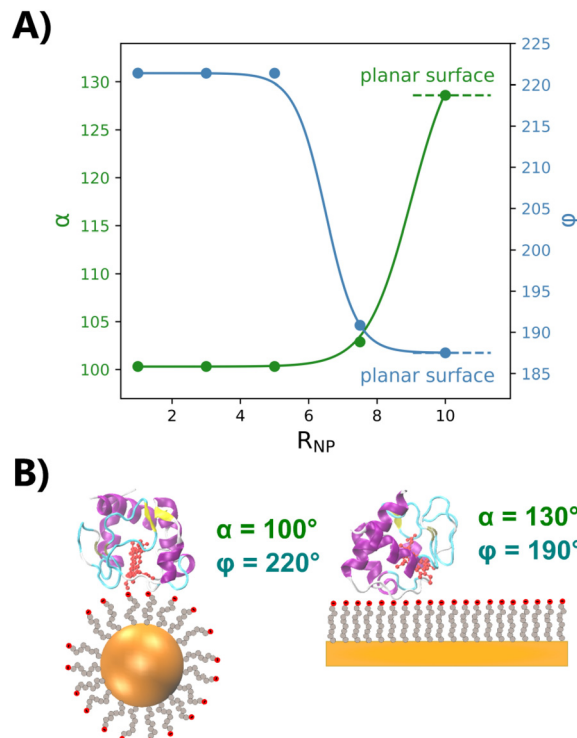 A)
130
125
120
115
110
105
100
α
planar surface
planar surface
225
220
215
210
205
200
195
190
185
φ
2 4 6 8 10
R_NP
B)
α = 100°
φ = 220°
α = 130°
φ = 190°